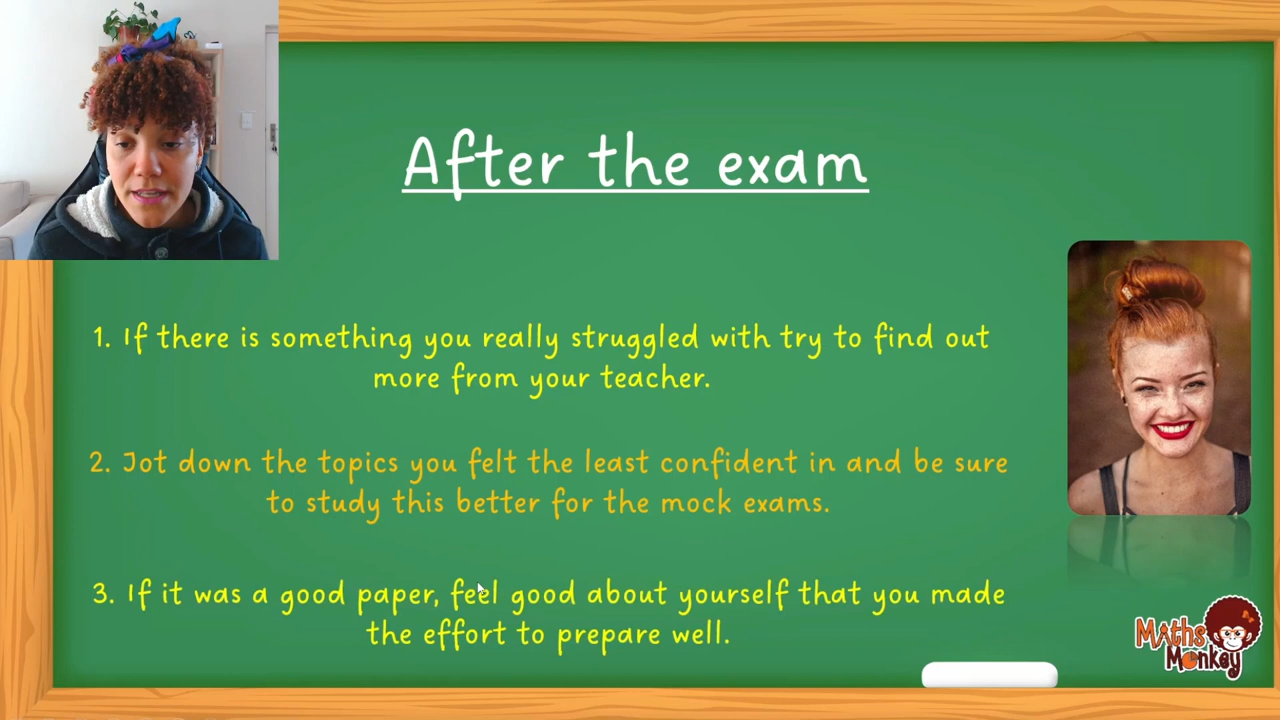 After the exam
1. If there is something you really struggled with try to find out
more from your teacher.
2. Jot down the topics you felt the least confident in and be sure
to study this better for the mock exams.
3. If it was a good paper, feel good about yourself that you made
the effort to prepare well.
Maths
Monkey